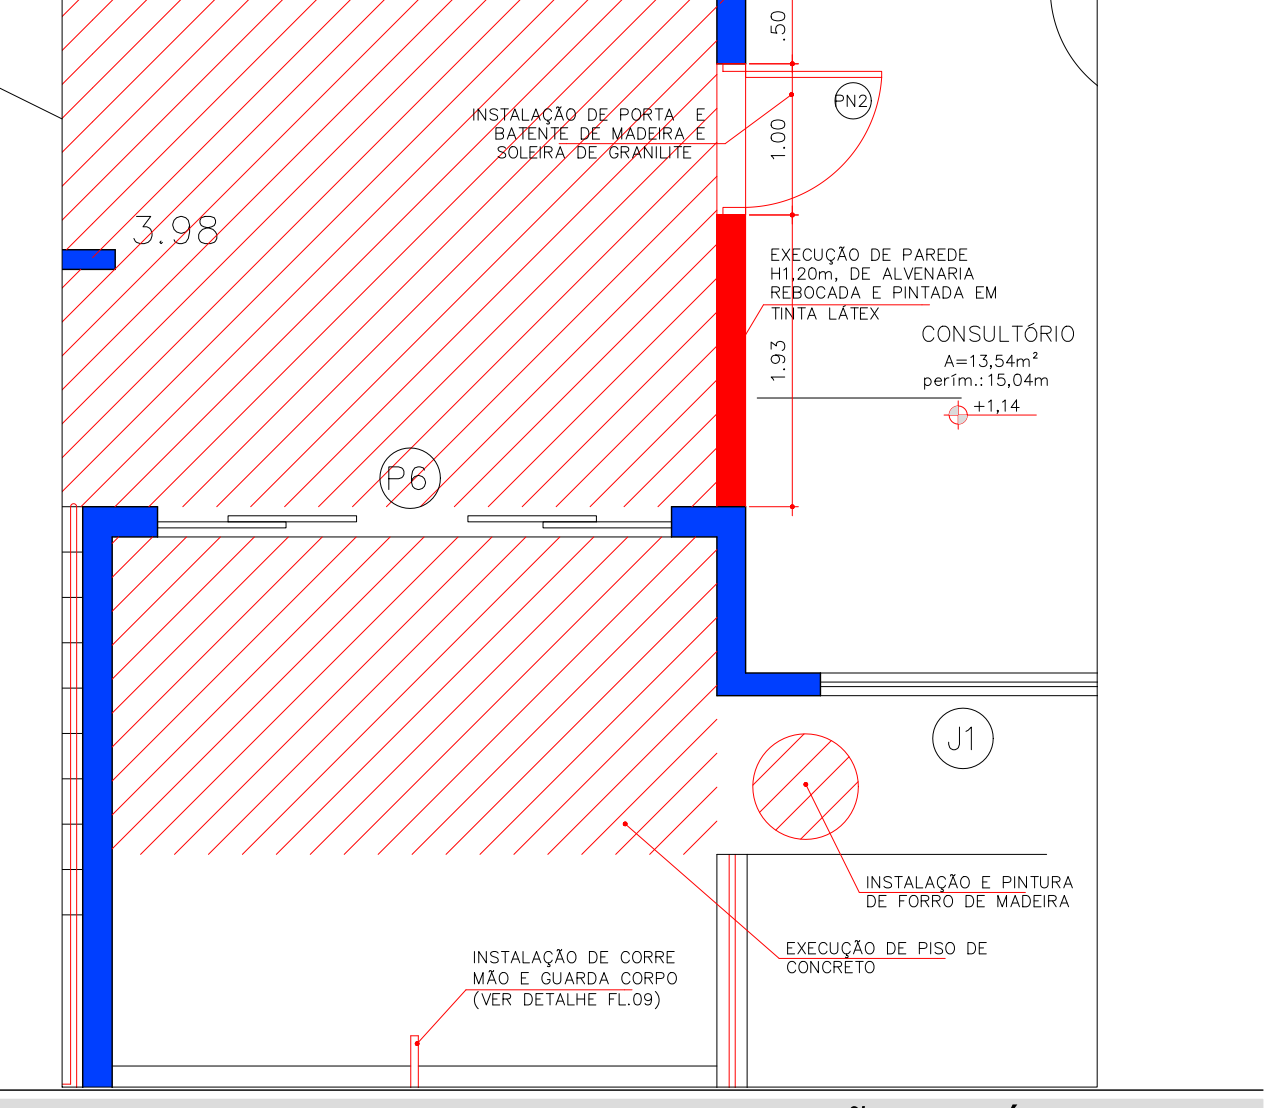 .50
PN2
INSTALAÇÃO DE PORTA E
BATENTE DE MADEIRA E
SOLEIRA DE GRANILITE
1.00
3.98
EXECUÇÃO DE PAREDE
H1,20m, DE ALVENARIA
REBOCADA E PINTADA EM
TINTA LÁTEX
1.93
CONSULTÓRIO
A=13,54m²
perím.:15,04m
+1,14
P6
J1
INSTALAÇÃO E PINTURA
DE FORRO DE MADEIRA
EXECUÇÃO DE PISO DE
CONCRETO
INSTALAÇÃO DE CORRE
MÃO E GUARDA CORPO
(VER DETALHE FL.09)